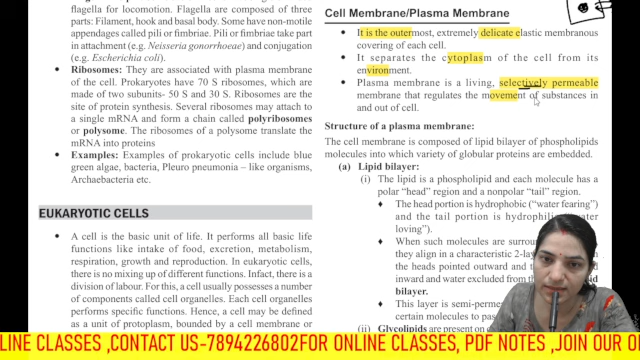 flagella for locomotion. Flagella are composed of three
parts: Filament, hook and basal body. Some have non-motile
appendages called pili or fimbriae. Pili or fimbriae take part
in attachment (e.g. Neisseria gonorrhoeae) and conjugation
(e.g. Escherichia coli).
• Ribosomes: They are associated with plasma membrane
of the cell. Prokaryotes have 70 S ribosomes, which are
made of two subunits- 50 S and 30 S. Ribosomes are the
site of protein synthesis. Several ribosomes may attach to
a single mRNA and form a chain called polyribosomes
or polysome. The ribosomes of a polysome translate the
mRNA into proteins
• Examples: Examples of prokaryotic cells include blue
green algae, bacteria, Pleuro pneumonia – like organisms,
Archaebacteria etc.
EUKARYOTIC CELLS
• A cell is the basic unit of life. It performs all basic life
functions like intake of food, excretion, metabolism,
respiration, growth and reproduction. In eukaryotic cells,
there is no mixing up of different functions. Infact, there is
a division of labour. For this, a cell usually possesses a
number of components called cell organelles. Each cell organelles
performs specific functions. Hence, a cell may be
defined as a unit of protoplasm, bounded by a cell membrane or
Cell Membrane/Plasma Membrane
• It is the outermost, extremely delicate elastic membranous
covering of each cell.
• It separates the cytoplasm of the cell from its
environment.
• Plasma membrane is a living, selectively permeable
membrane that regulates the movement of substances in
and out of cell.
Structure of a plasma membrane:
The cell membrane is composed of lipid bilayer of phospholipids
molecules into which variety of globular proteins are embedded.
(a) Lipid bilayer:
(i) The lipid is a phospholipid and each molecule has a
polar "head" region and a nonpolar "tail" region.
♦ The head portion is hydrophobic ("water fearing")
and the tail portion is hydrophilic
loving").
♦ When such molecules are
they align in a characteristic 2-
the heads pointed outward and
inward and water excluded from
bilayer.
♦ This layer is semi-
certain molecules to
(ii) Glycolipids are present on
NLINE CLASSES ,CONTACT US-7894226802FOR ONLINE CLASSES, PDF NOTES ,JOIN OUR O